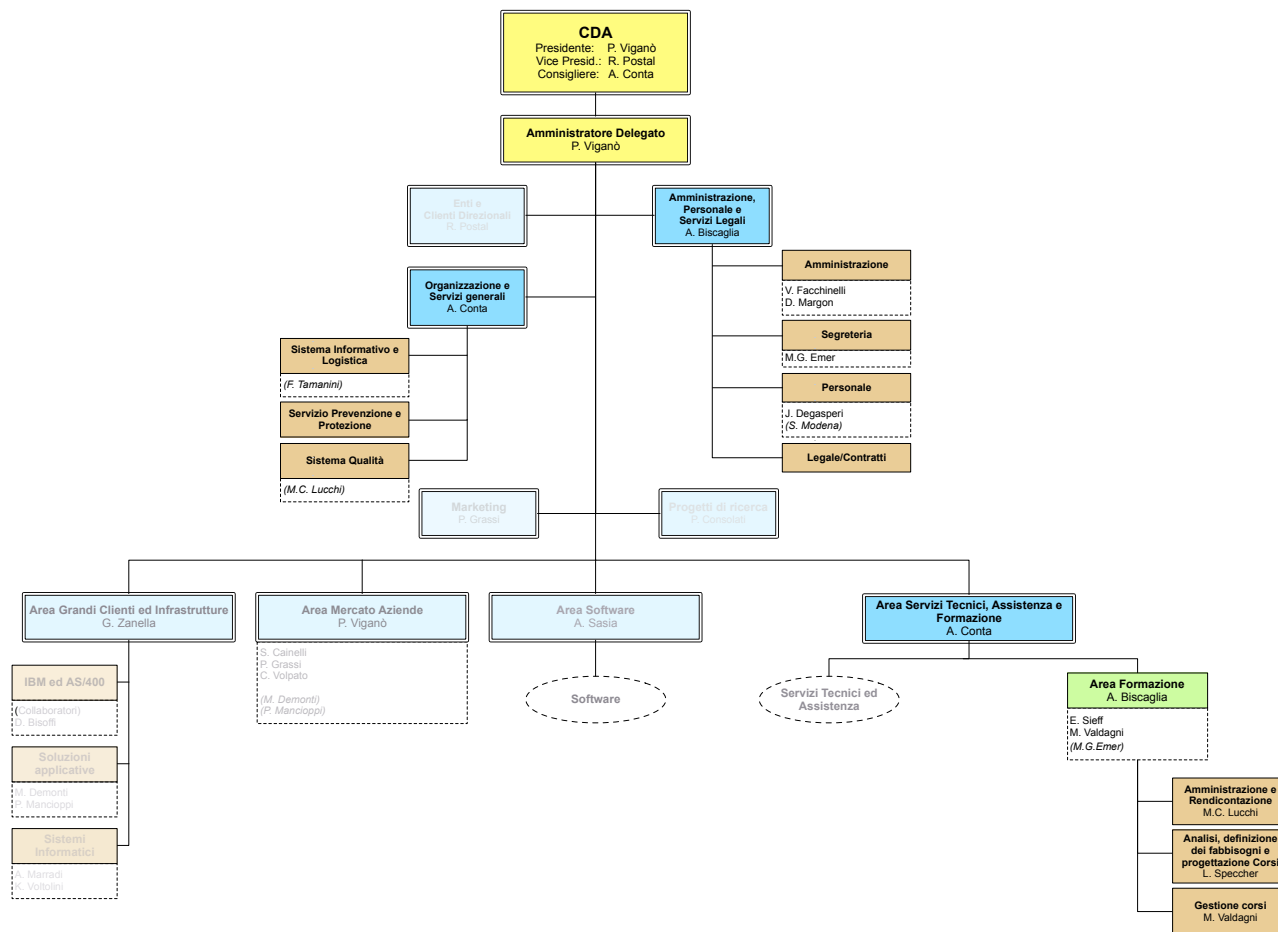 CDA
Presidente: P. Viganò
Vice Presid.: R. Postal
Consigliere: A. Conta
Amministratore Delegato
P. Viganò
Enti e
Clienti Direzionali
R. Postal
Amministrazione,
Personale e
Servizi Legali
A. Biscaglia
Amministrazione
V. Facchinelli
D. Margon
Segreteria
M.G. Emer
Personale
J. Degasperi
(S. Modena)
Legale/Contratti
Organizzazione e
Servizi generali
A. Conta
Sistema Informativo e
Logistica
(F. Tamanini)
Servizio Prevenzione e
Protezione
Sistema Qualità
(M.C. Lucchi)
Marketing
P. Grassi
Progetti di ricerca
P. Consolati
Area Grandi Clienti ed Infrastrutture
G. Zanella
IBM ed AS/400
(Collaboratori)
D. Bisoffi
Soluzioni
applicative
M. Demonti
P. Mancioppi
Sistemi
Informatici
A. Marradi
K. Voltolini
Area Mercato Aziende
P. Viganò
S. Cainelli
P. Grassi
C. Volpato
(M. Demonti)
(P. Mancioppi)
Area Software
A. Sasia
Software
Area Servizi Tecnici, Assistenza e
Formazione
A. Conta
Servizi Tecnici ed
Assistenza
Area Formazione
A. Biscaglia
E. Sieff
M. Valdagni
(M.G.Emer)
Amministrazione e
Rendicontazione
M.C. Lucchi
Analisi, definizione
dei fabbisogni e
progettazione Corsi
L. Speccher
Gestione corsi
M. Valdagni